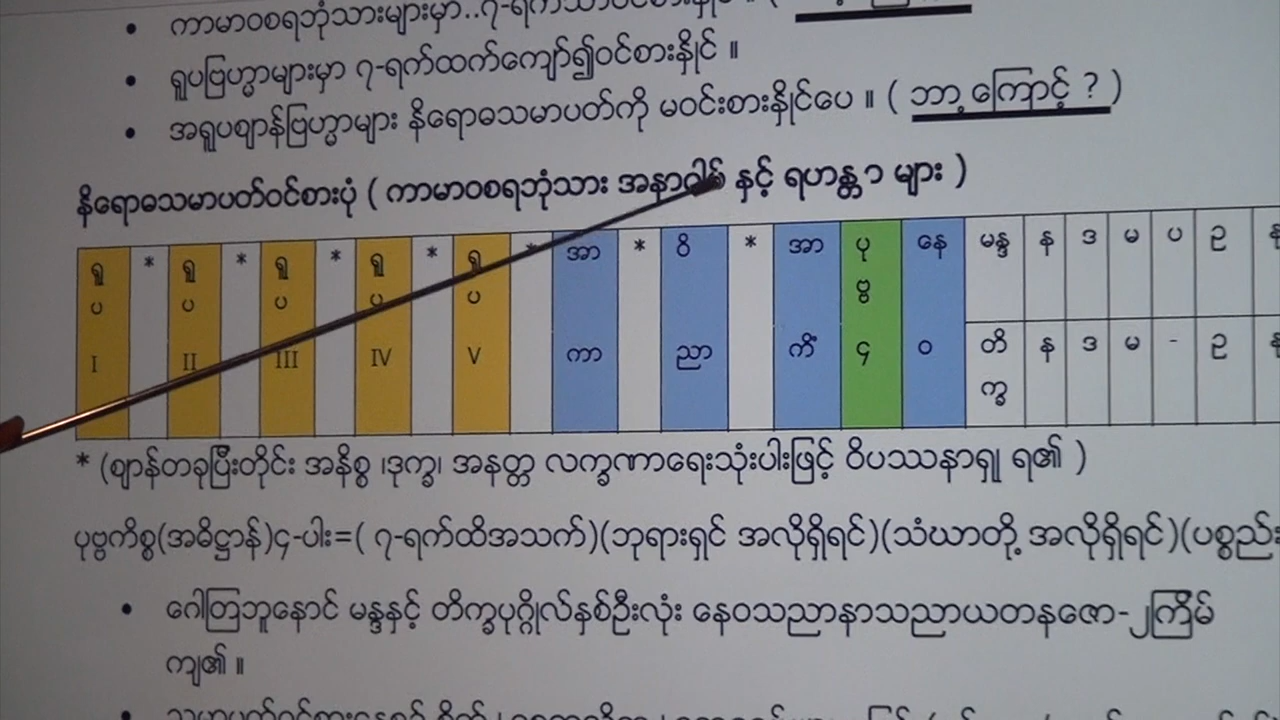 ကာမာဝစရဘုံသားများမှာ..၇-ရက်
ရူပဗြဟ္မာများမှာ ၇-ရက်ထက်ကျော်၍ဝင်စားနိုင် ။
အရူပဈာန်ဗြဟ္မာများ နိရောဓသမာပတ်ကို မဝင်းစားနှိုင်ပေ ။ ( ဘာ့ ကြောင့် ? )
နိရောဓသမာပတ်ဝင်စားပုံ ( ကာမာဝစရဘုံသား အနာဂါမ် နှင့် ရဟန္တာ များ )
ရူပ * ရူပ * ရူပ * ရူပ * ရူပ * အာ * ဝိ * အာ ပုဗ္ဗ နေ မန္ဒ န ဒ မ ပ ဥ
I II III IV V ကာ ညာ ကိံ ၄ ဝ တိက္ခ န ဒ မ - ဥ
* (ဈာန်တခုပြီးတိုင်း အနိစ္စ ၊ဒုက္ခ၊ အနတ္တ လက္ခဏာရေးသုံးပါးဖြင့် ဝိပဿနာရှု ရ၏ )
ပုဗ္ဗကိစ္စ(အဓိဋ္ဌာန်)၄-ပါး=( ၇-ရက်ထိအသက်)(ဘုရားရှင် အလိုရှိရင်)(သံဃာတို့ အလိုရှိရင်)(ပစ္စည်း
ဂေါတြဘူနောင် မန္ဒနှင့် တိက္ခပုဂ္ဂိုလ်နှစ်ဦးလုံး နေဝသညာနာသညာယတနဇော-၂ကြိမ်
ကျ၏ ။